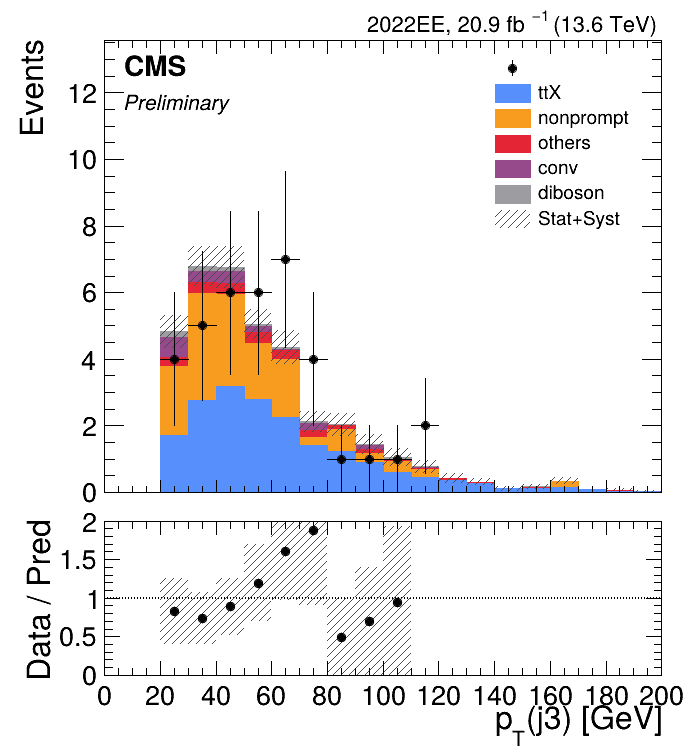 2022EE, 20.9 fb⁻¹ (13.6 TeV)
Events
CMS
Preliminary
ttX
nonprompt
others
conv
diboson
Stat+Syst
12
10
8
6
4
2
0
Data / Pred
2
1.5
1
0.5
0
0 20 40 60 80 100 120 140 160 180 200
p_T(j3) [GeV]